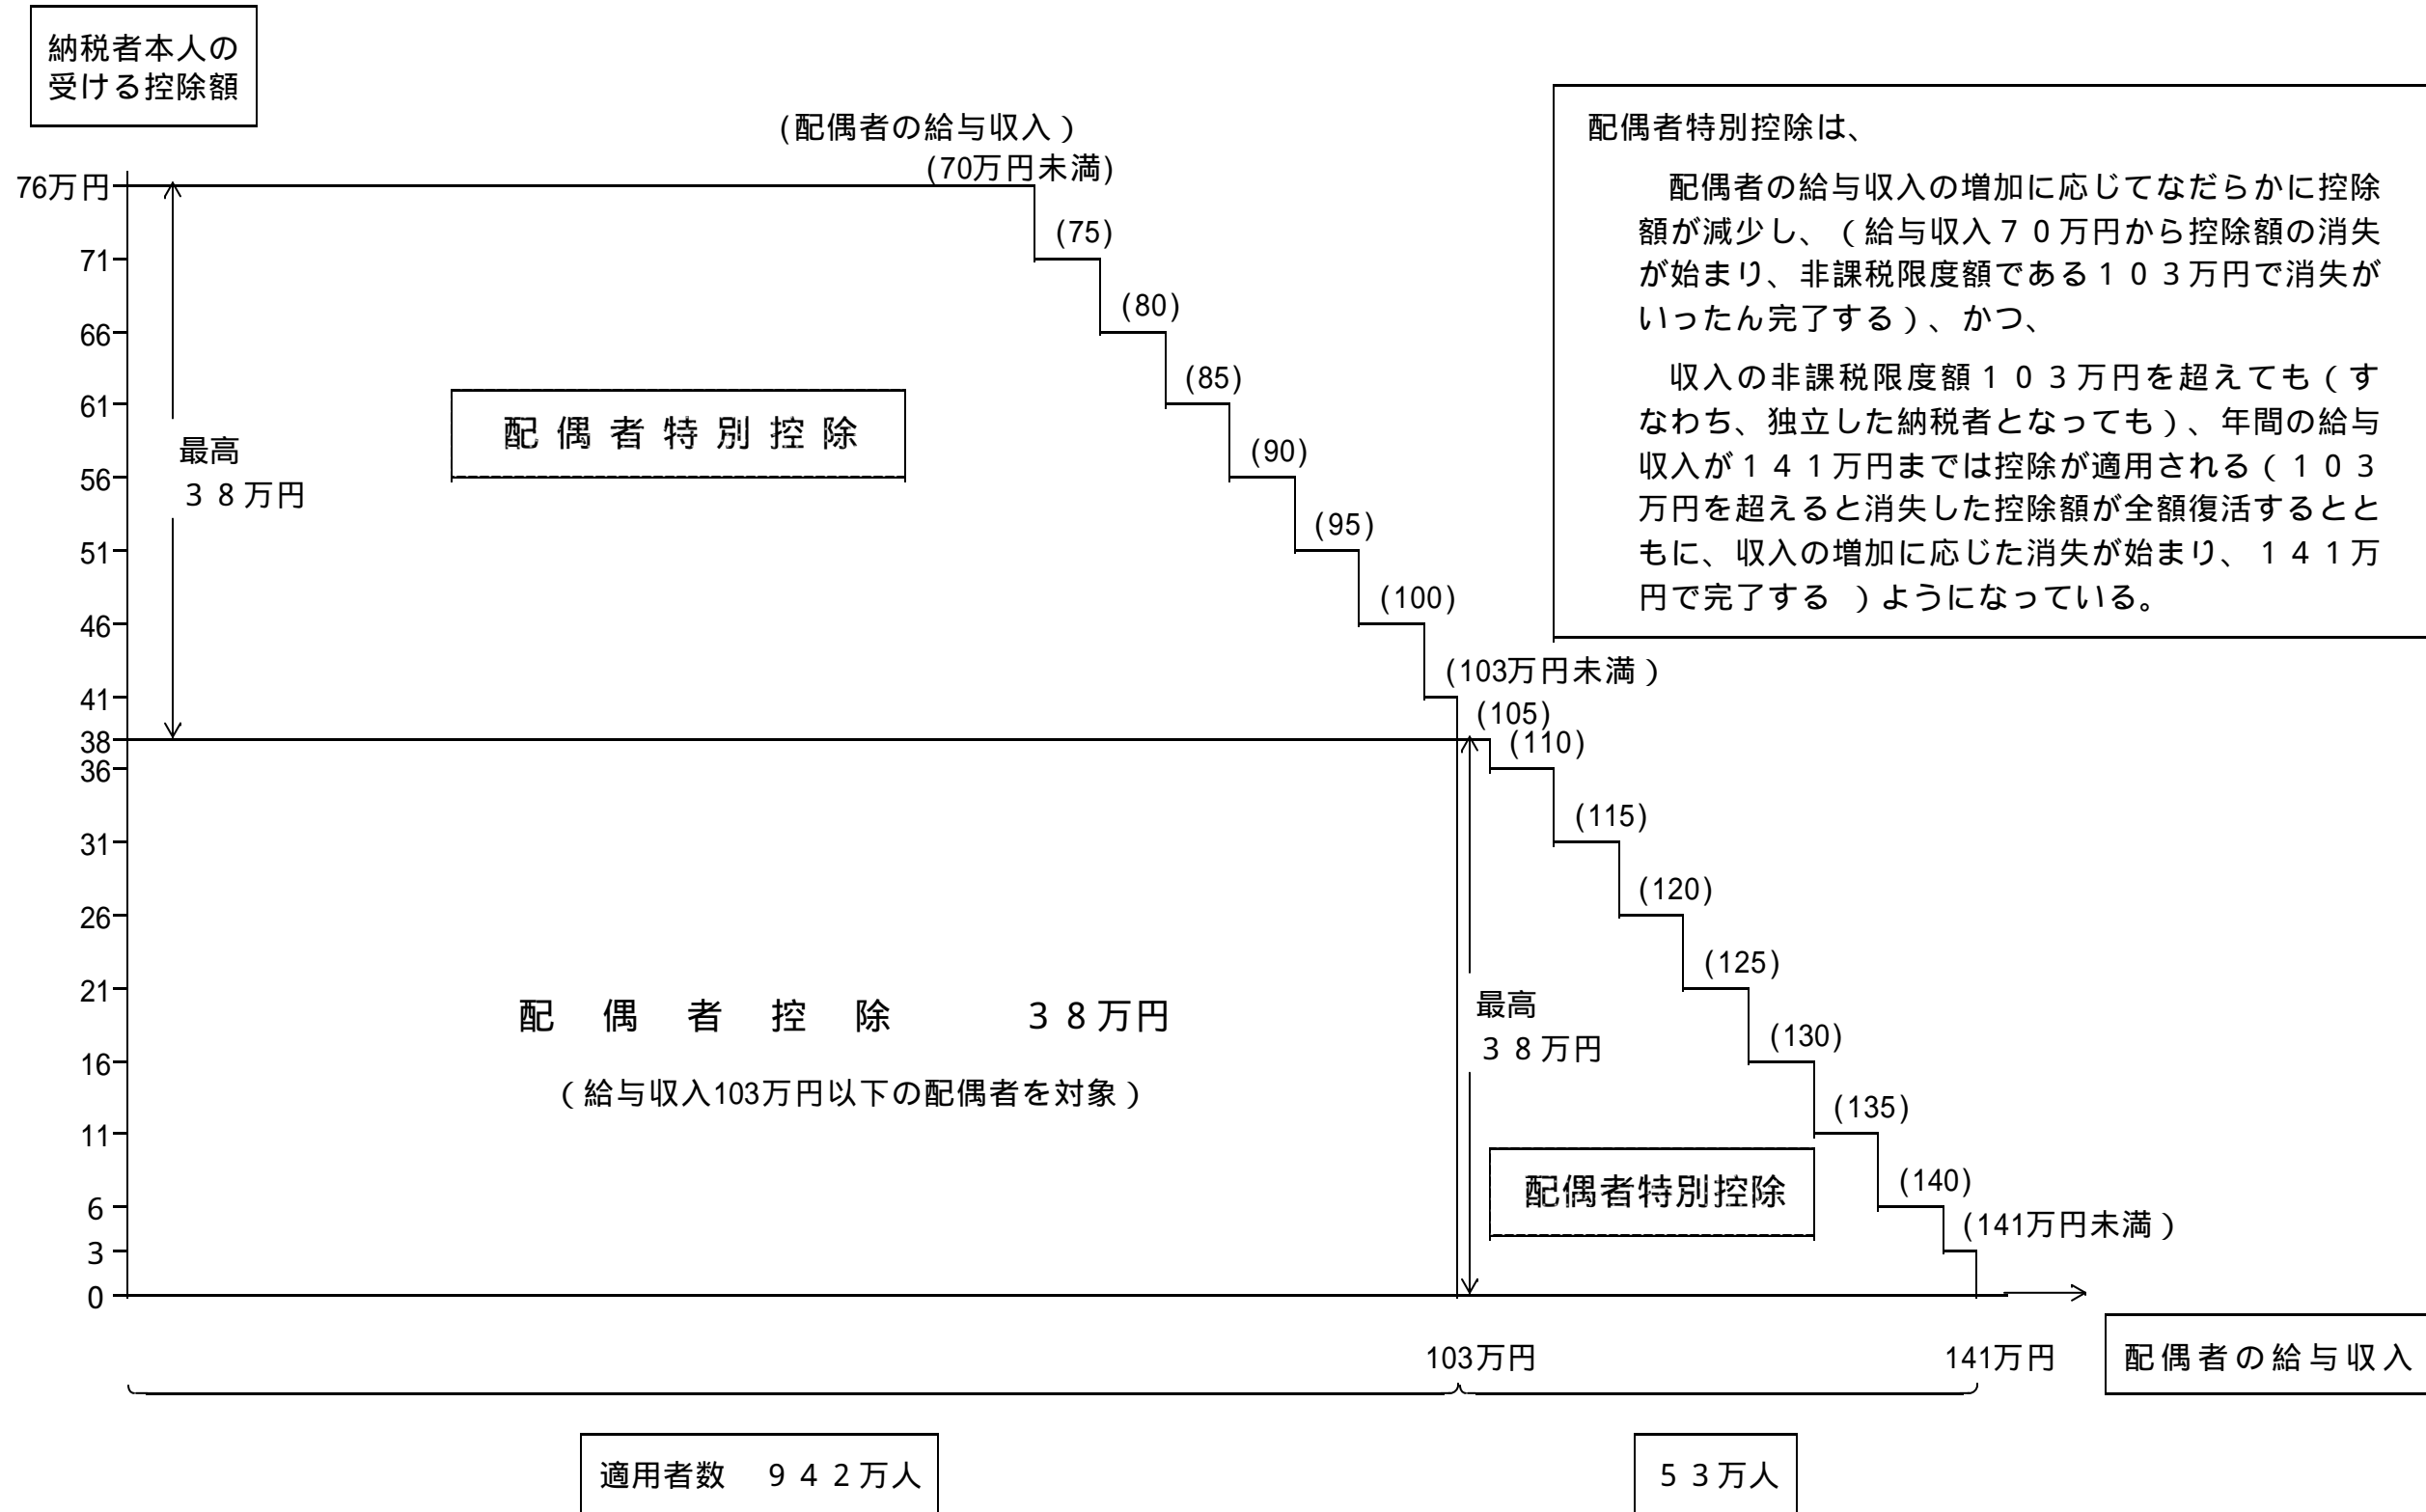 納税者本人の
受ける控除額
(配偶者の給与収入)
(70万円未満)
76万円
(75)
71
(80)
66
(85)
61
(90)
56
(95)
51
(100)
46
(103万円未満)
41
(105)
38
(110)
36
(115)
31
(120)
26
(125)
21
(130)
16
(135)
11
(140)
6
(141万円未満)
3
0
配偶者特別控除
最高
38万円
配偶者控除 38万円
(給与収入103万円以下の配偶者を対象)
最高
38万円
配偶者特別控除
配偶者特別控除は、
配偶者の給与収入の増加に応じてなだらかに控除
額が減少し、(給与収入70万円から控除額の消失
が始まり、非課税限度額である103万円で消失が
いったん完了する)、かつ、
収入の非課税限度額103万円を超えても(す
なわち、独立した納税者となっても)、年間の給与
収入が141万円までは控除が適用される(103
万円を超えると消失した控除額が全額復活するとと
もに、収入の増加に応じた消失が始まり、141万
円で完了する )ようになっている。
103万円
141万円
配偶者の給与収入
適用者数 942万人
53万人